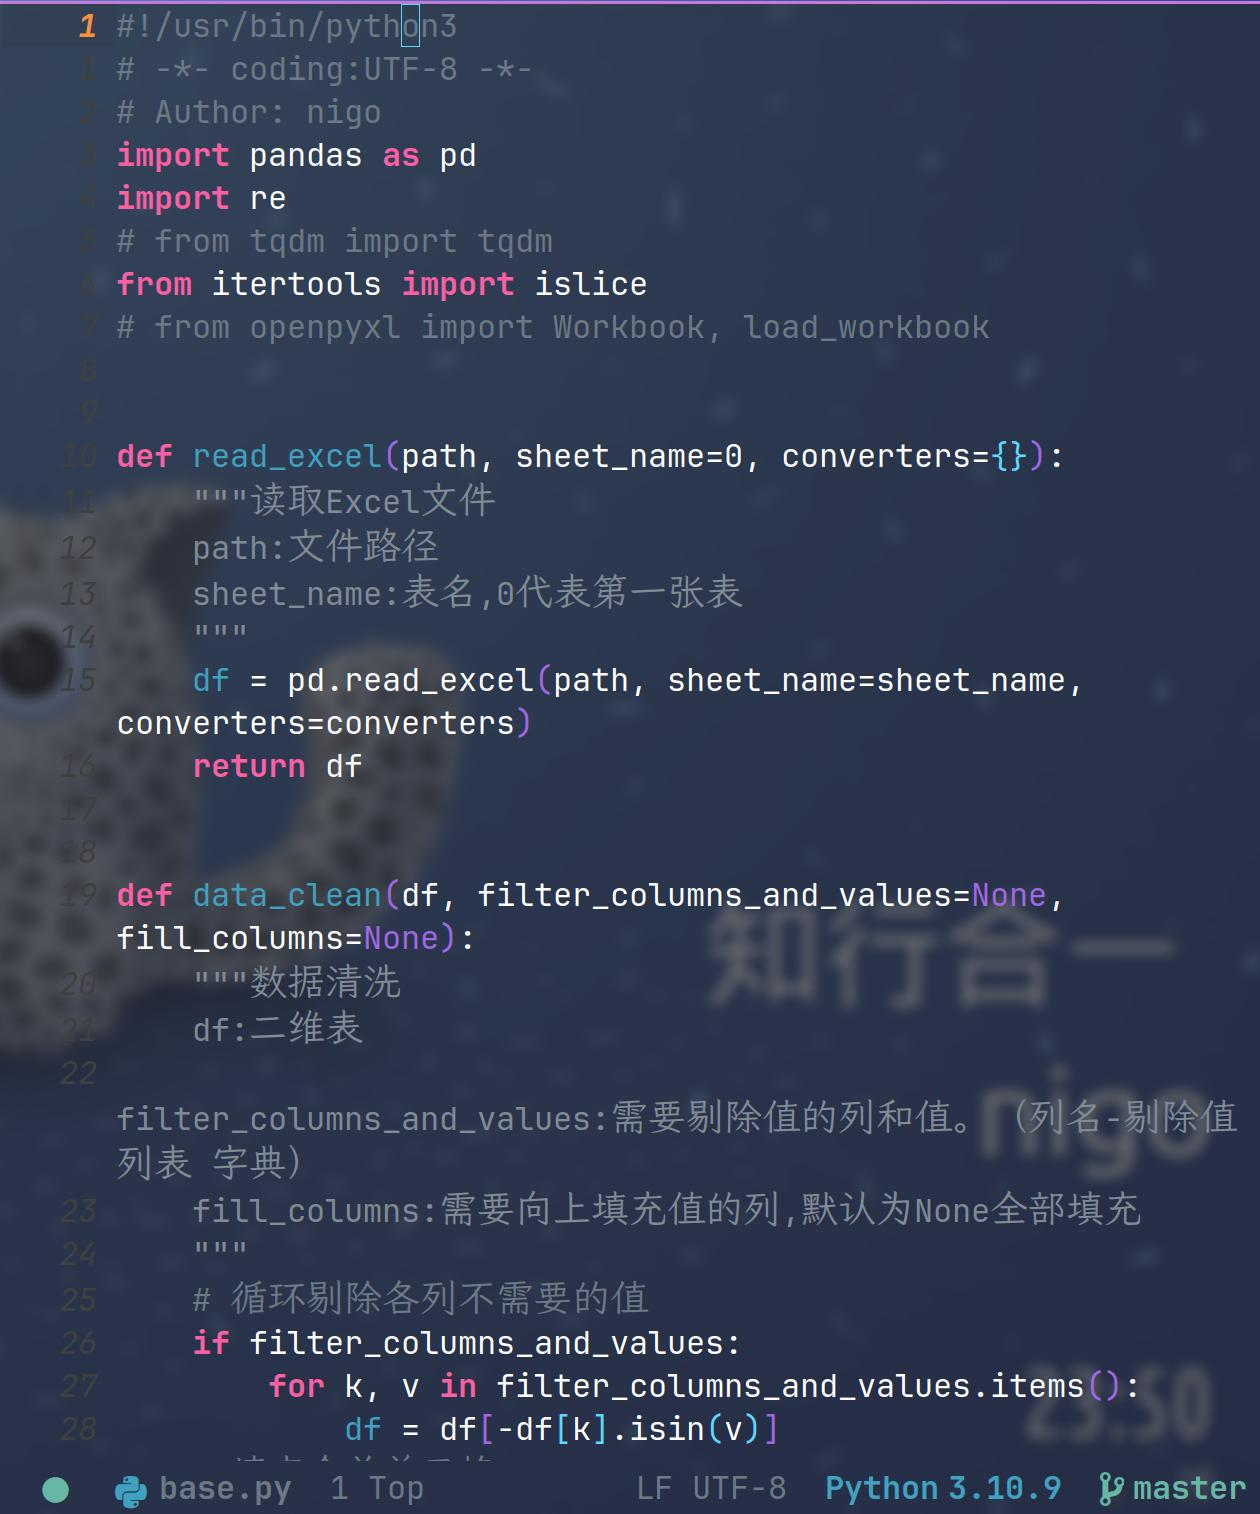 1 #!/usr/bin/python3
1 # -*- coding:UTF-8 -*-
2 # Author: nigo
3 import pandas as pd
4 import re
5 # from tqdm import tqdm
6 from itertools import islice
7 # from openpyxl import Workbook, load_workbook
8
9
10 def read_excel(path, sheet_name=0, converters={}):
11     """读取Excel文件
12     path:文件路径
13     sheet_name:表名,0代表第一张表
14     """
15     df = pd.read_excel(path, sheet_name=sheet_name,
converters=converters)
16     return df
17
18
19 def data_clean(df, filter_columns_and_values=None,
fill_columns=None):
20     """数据清洗
21     df:二维表
22
filter_columns_and_values:需要剔除值的列和值。（列名-剔除值
列表 字典）
23     fill_columns:需要向上填充值的列,默认为None全部填充
24     """
25     # 循环剔除各列不需要的值
26     if filter_columns_and_values:
27         for k, v in filter_columns_and_values.items():
28             df = df[-df[k].isin(v)]
知行合一
nigo
23:50
base.py 1 Top LF UTF-8 Python 3.10.9 master